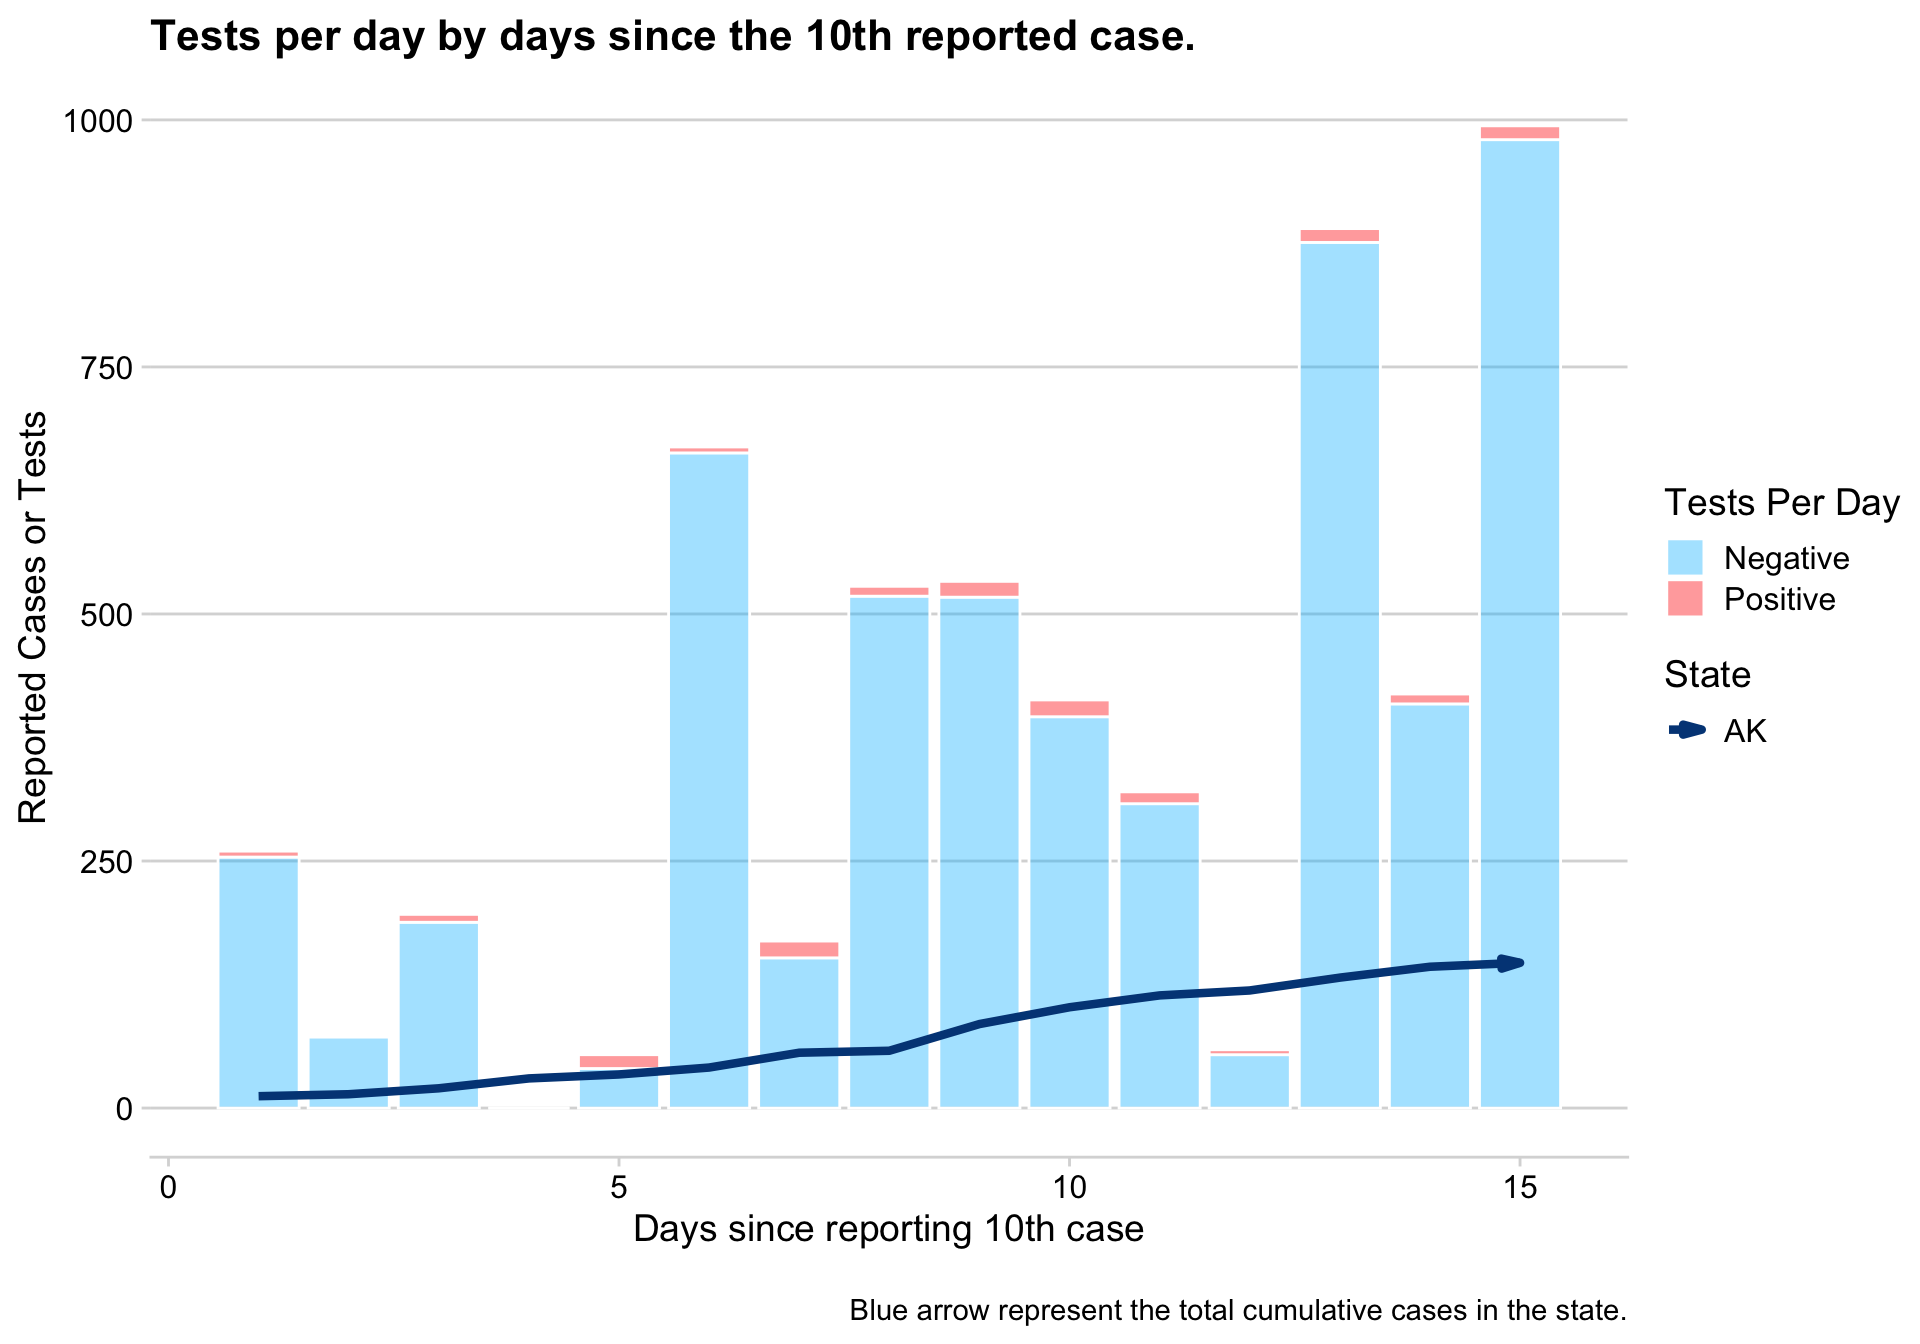 Tests per day by days since the 10th reported case.
1000
750
500
250
0
Reported Cases or Tests
0 5 10 15
Days since reporting 10th case
Tests Per Day
Negative
Positive
State
AK
Blue arrow represent the total cumulative cases in the state.